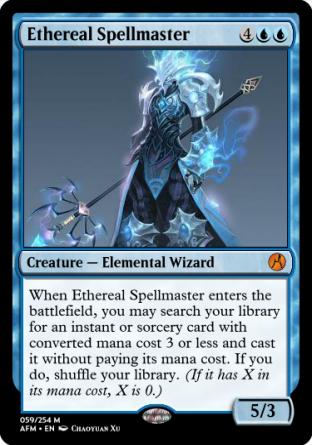 Ethereal Spellmaster 4
Creature — Elemental Wizard
When Ethereal Spellmaster enters the
battlefield, you may search your library
for an instant or sorcery card with
converted mana cost 3 or less and cast
it without paying its mana cost. If you
do, shuffle your library. (If it has X in
its mana cost, X is 0.)
5/3
059/254 M
AFM • EN Chaoyuan Xu